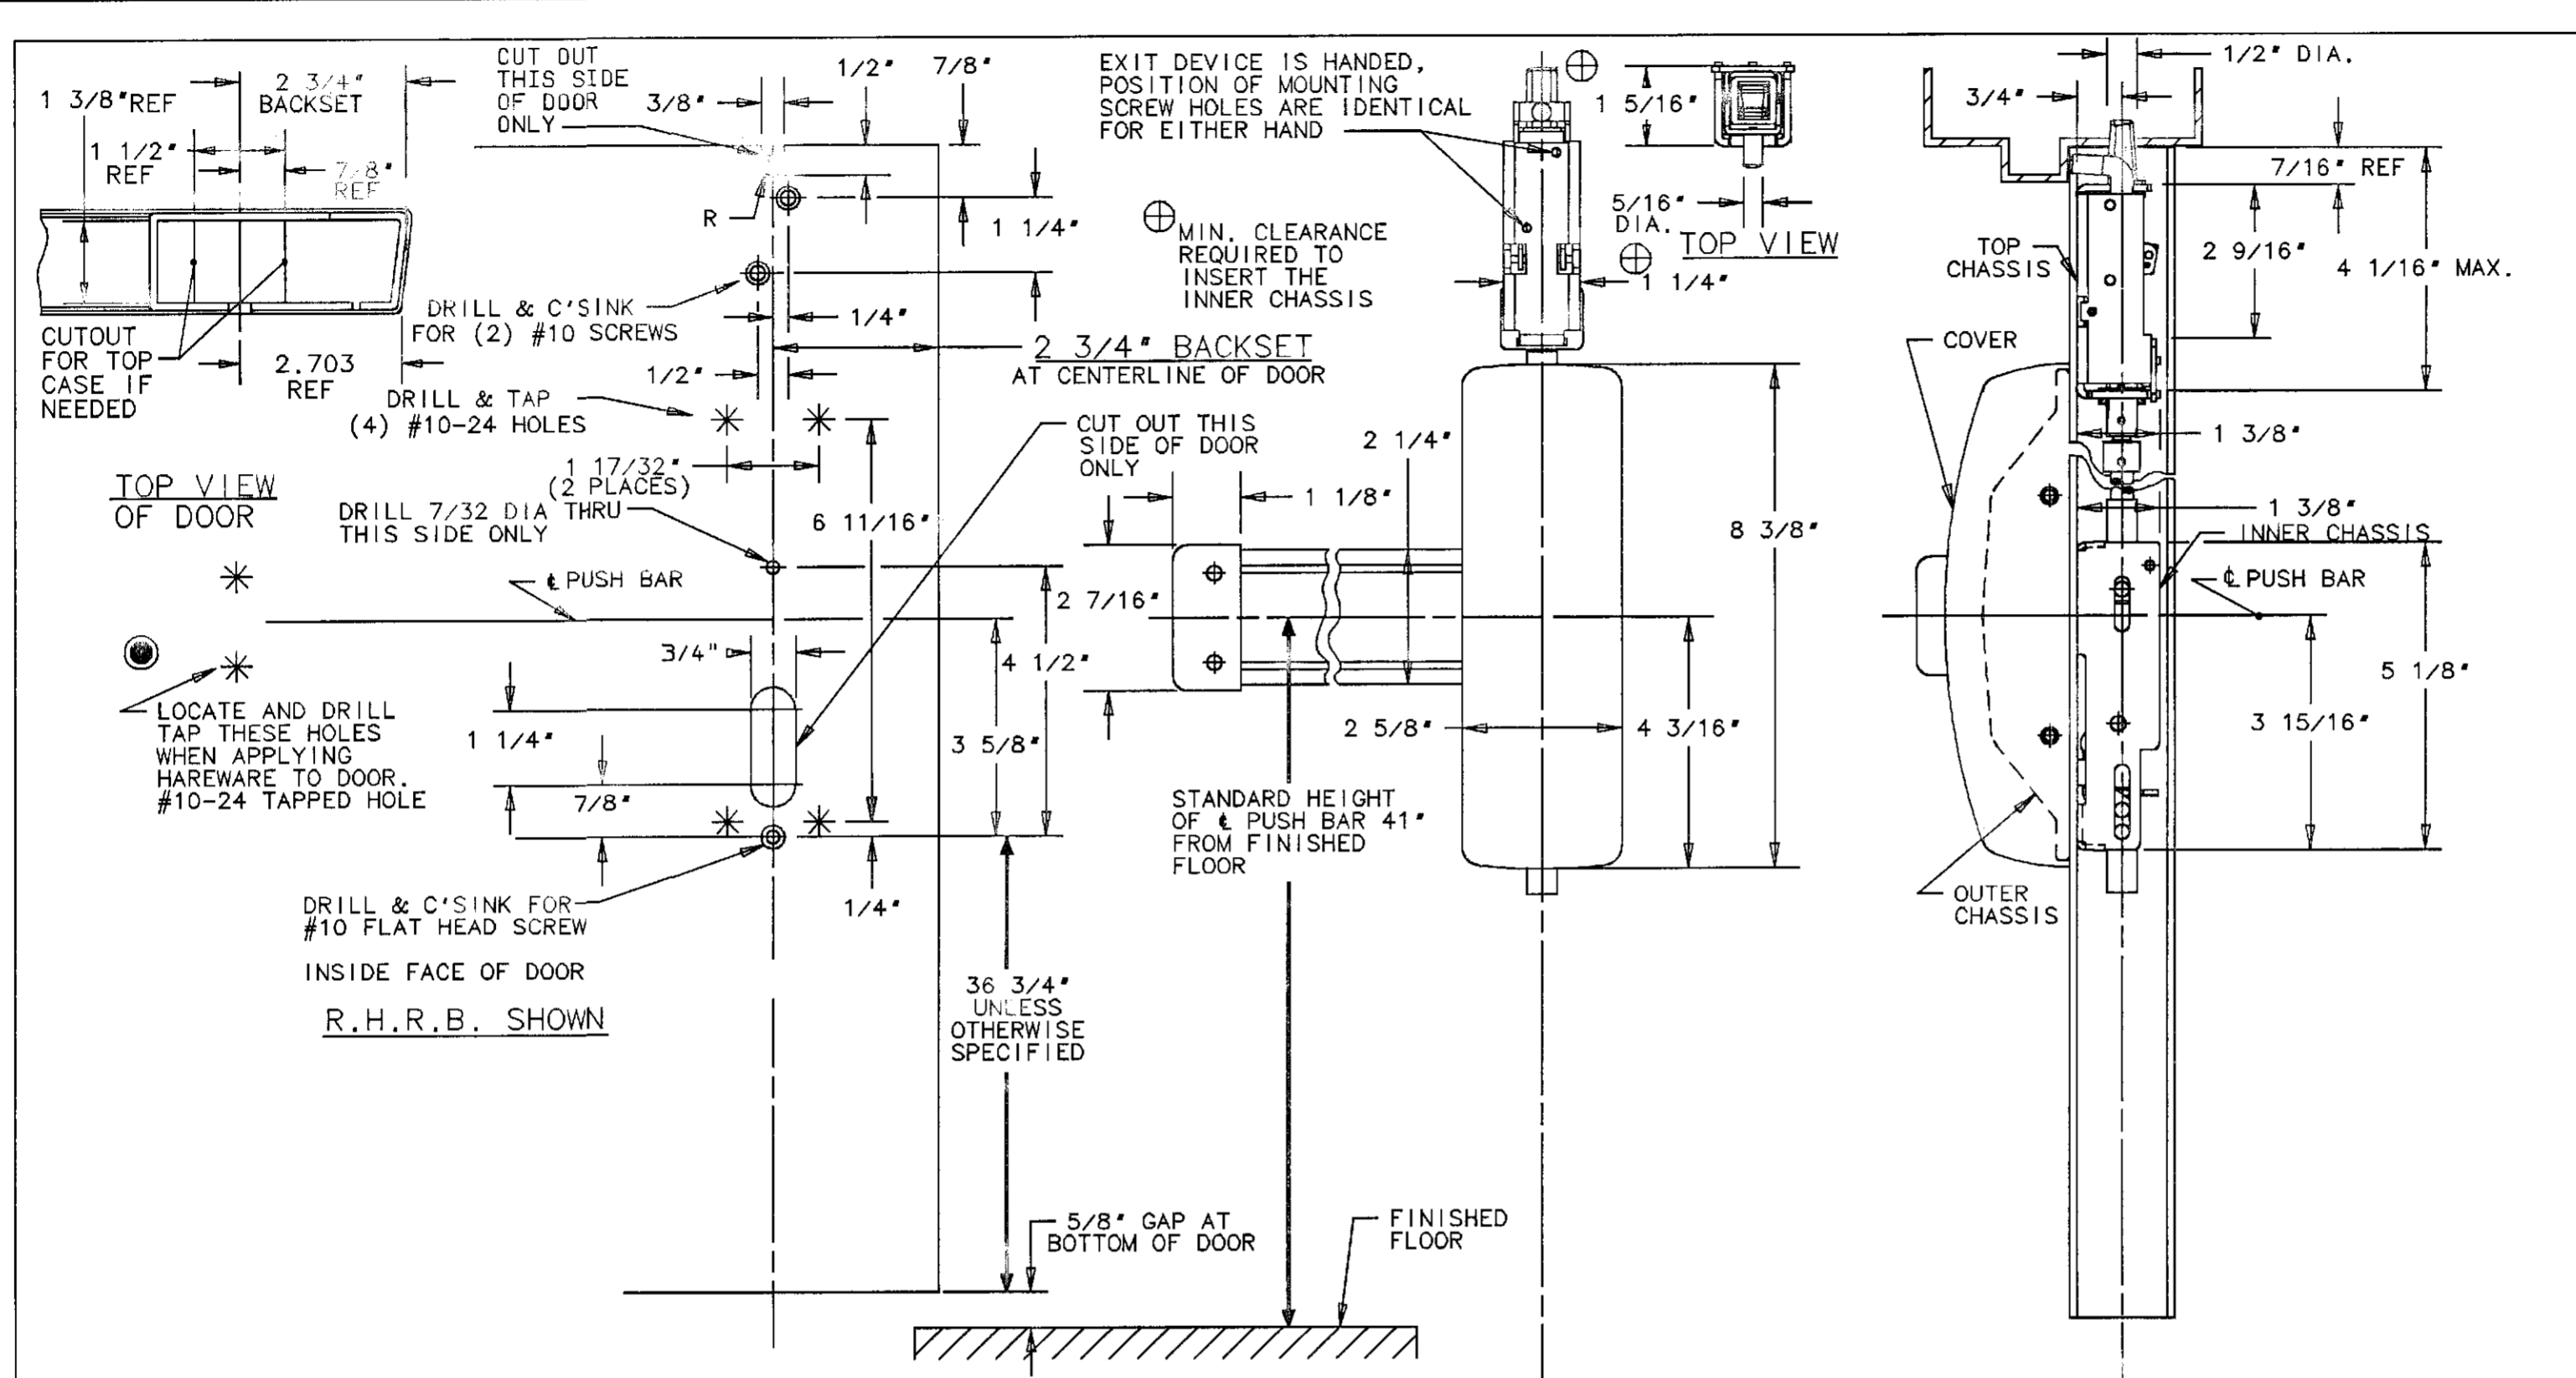 1 3/8" REF
2 3/4"
BACKSET
1 1/2"
REF
7/8"
REF
CUTOUT
FOR TOP
CASE IF
NEEDED
2.703
REF
TOP VIEW
OF DOOR
CUT OUT
THIS SIDE
OF DOOR
ONLY
3/8"
1/2"
7/8"
R
1 1/4"
DRILL & C'SINK
FOR (2) #10 SCREWS
1/4"
2 3/4" BACKSET
AT CENTERLINE OF DOOR
1/2"
DRILL & TAP
(4) #10-24 HOLES
1 17/32"
(2 PLACES)
DRILL 7/32 DIA THRU
THIS SIDE ONLY
6 11/16"
CUT OUT THIS
SIDE OF DOOR
ONLY
℄ PUSH BAR
3/4"
4 1/2"
3 5/8"
LOCATE AND DRILL
TAP THESE HOLES
WHEN APPLYING
HAREWARE TO DOOR.
#10-24 TAPPED HOLE
1 1/4"
7/8"
1/4"
DRILL & C'SINK FOR
#10 FLAT HEAD SCREW
INSIDE FACE OF DOOR
R.H.R.B. SHOWN
36 3/4"
UNLESS
OTHERWISE
SPECIFIED
5/8" GAP AT
BOTTOM OF DOOR
FINISHED
FLOOR
EXIT DEVICE IS HANDED,
POSITION OF MOUNTING
SCREW HOLES ARE IDENTICAL
FOR EITHER HAND
MIN. CLEARANCE
REQUIRED TO
INSERT THE
INNER CHASSIS
1 5/16"
5/16"
DIA.
TOP VIEW
1 1/4"
2 1/4"
1 1/8"
2 7/16"
8 3/8"
2 5/8"
4 3/16"
STANDARD HEIGHT
OF ℄ PUSH BAR 41"
FROM FINISHED
FLOOR
1/2" DIA.
3/4"
7/16" REF
TOP
CHASSIS
2 9/16"
4 1/16" MAX.
COVER
1 3/8"
1 3/8"
INNER CHASSIS
℄ PUSH BAR
5 1/8"
3 15/16"
OUTER
CHASSIS